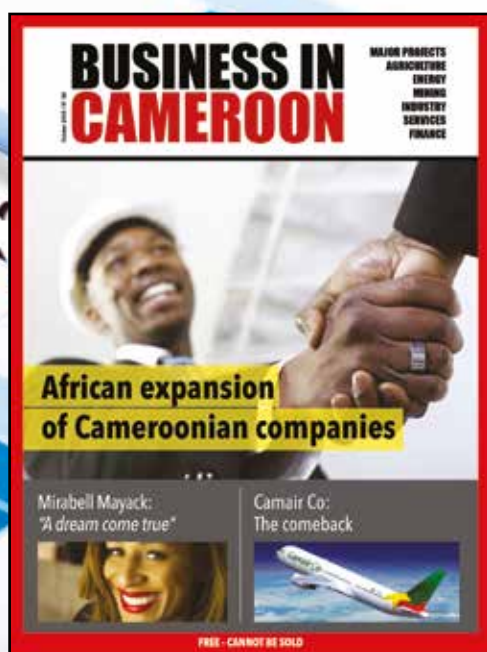 BUSINESS IN
CAMEROON
MAJOR PROJECTS
AGRICULTURE
ENERGY
MINING
INDUSTRY
SERVICES
FINANCE
African expansion
of Cameroonian companies
Mirabell Mayack:
"A dream come true"
Camair Co:
The comeback
FREE - CANNOT BE SOLD